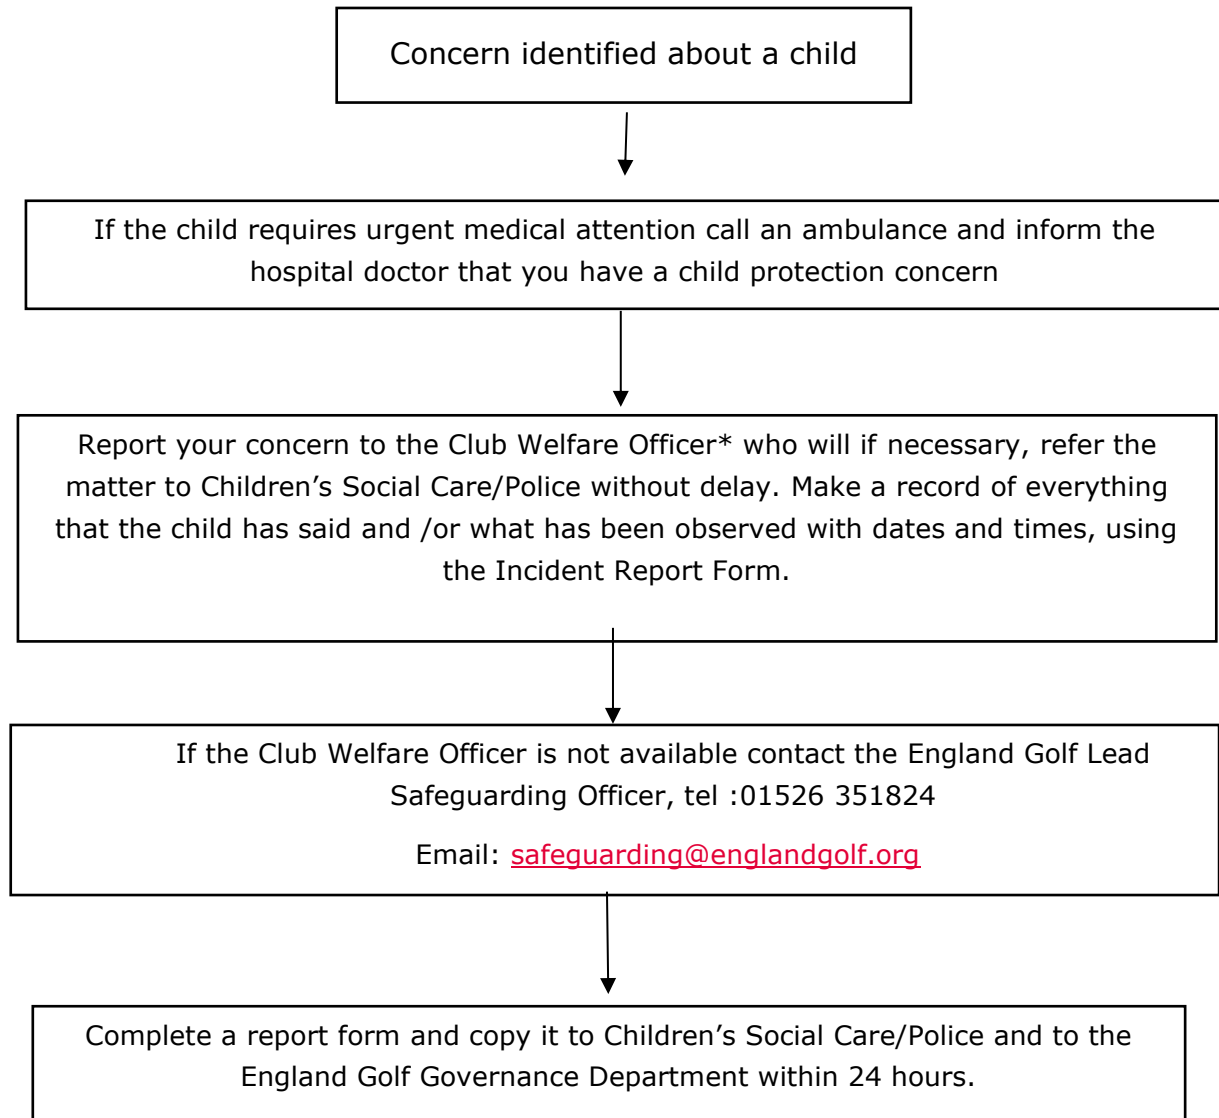 Concern identified about a child
If the child requires urgent medical attention call an ambulance and inform the
hospital doctor that you have a child protection concern
Report your concern to the Club Welfare Officer* who will if necessary, refer the
matter to Children’s Social Care/Police without delay. Make a record of everything
that the child has said and /or what has been observed with dates and times, using
the Incident Report Form.
If the Club Welfare Officer is not available contact the England Golf Lead
Safeguarding Officer, tel :01526 351824
Email: safeguarding@englandgolf.org
Complete a report form and copy it to Children’s Social Care/Police and to the
England Golf Governance Department within 24 hours.